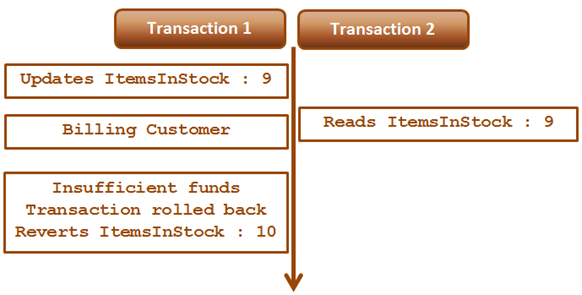 Transaction 1
Transaction 2
Updates ItemsInStock : 9
Billing Customer
Reads ItemsInStock : 9
Insufficient funds
Transaction rolled back
Reverts ItemsInStock : 10